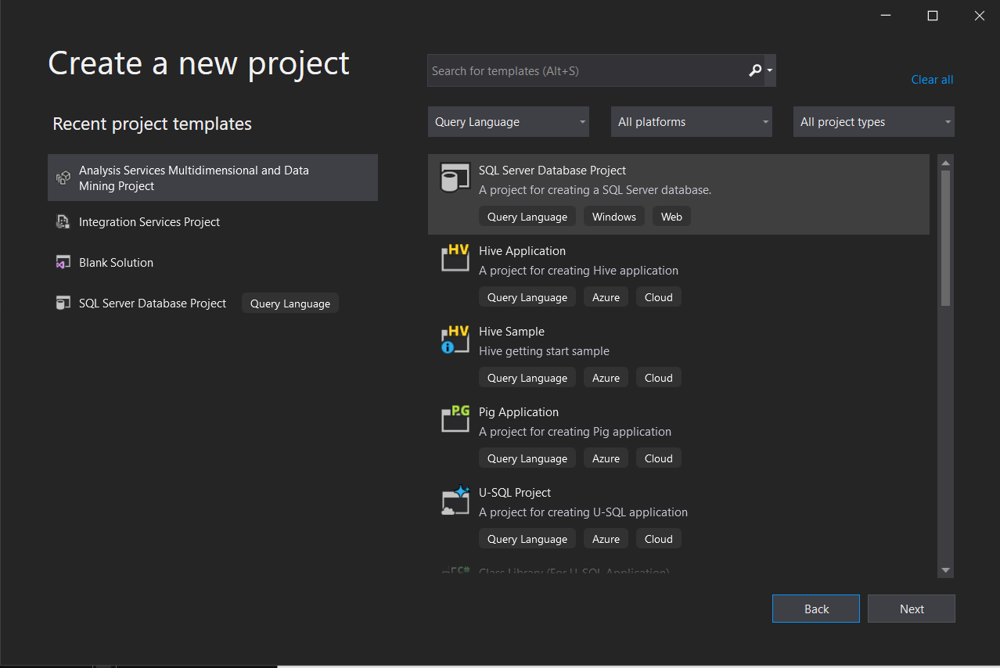 Create a new project
Search for templates (Alt+S)
Clear all
Recent project templates
Query Language
All platforms
All project types
Analysis Services Multidimensional and Data
Mining Project
Integration Services Project
Blank Solution
SQL Server Database Project
Query Language
SQL Server Database Project
A project for creating a SQL Server database.
Query Language
Windows
Web
HV
Hive Application
A project for creating Hive application
Query Language
Azure
Cloud
HV
Hive Sample
Hive getting start sample
Query Language
Azure
Cloud
PG
Pig Application
A project for creating Pig application
Query Language
Azure
Cloud
U-SQL Project
A project for creating U-SQL application
Query Language
Azure
Cloud
C#
Class Library (For U-SQL Application)
Back
Next